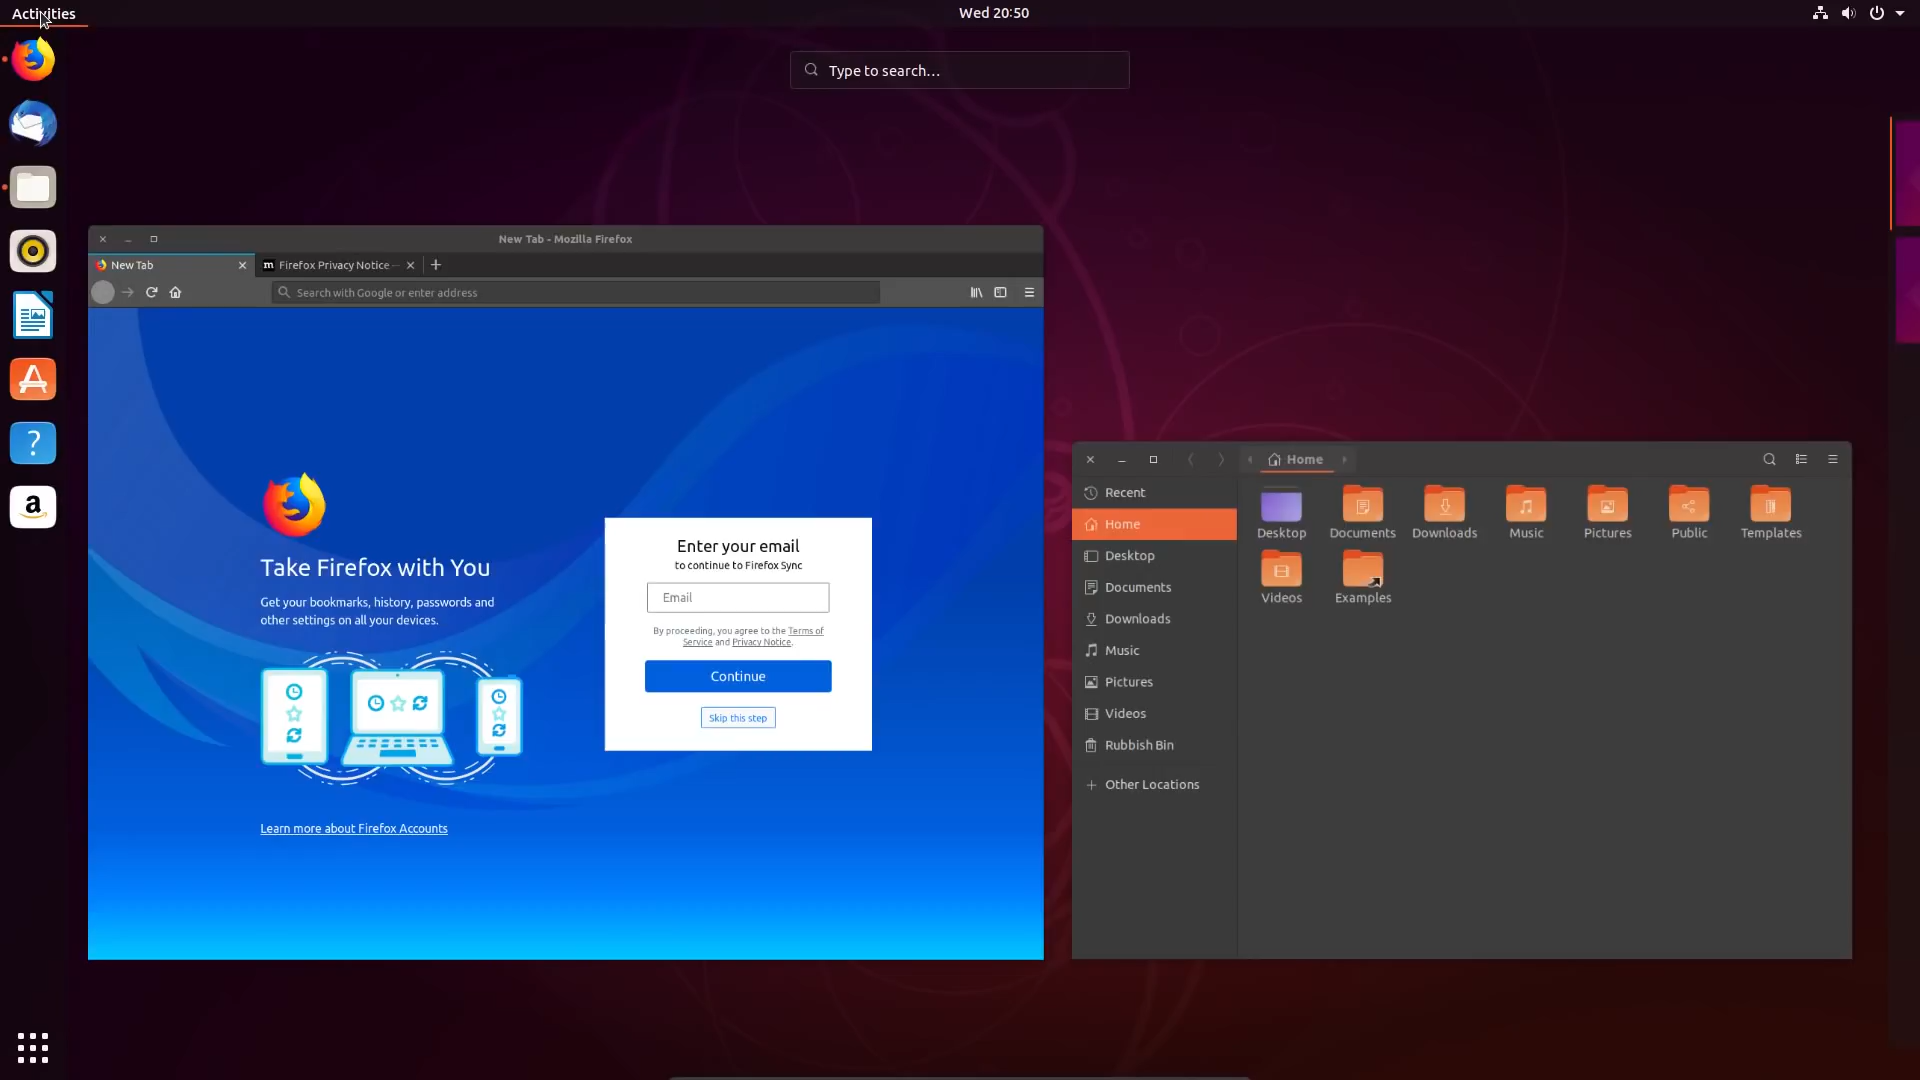 Activities
Wed 20:50
Type to search...
New Tab - Mozilla Firefox
New Tab
m Firefox Privacy Notice —
Search with Google or enter address
Take Firefox with You
Get your bookmarks, history, passwords and
other settings on all your devices.
Learn more about Firefox Accounts
Enter your email
to continue to Firefox Sync
Email
By proceeding, you agree to the Terms of
Service and Privacy Notice.
Continue
Skip this step
Home
Recent
Home
Desktop
Documents
Downloads
Music
Pictures
Videos
Rubbish Bin
Other Locations
Desktop Documents Downloads Music Pictures Public Templates
Videos Examples
?
a